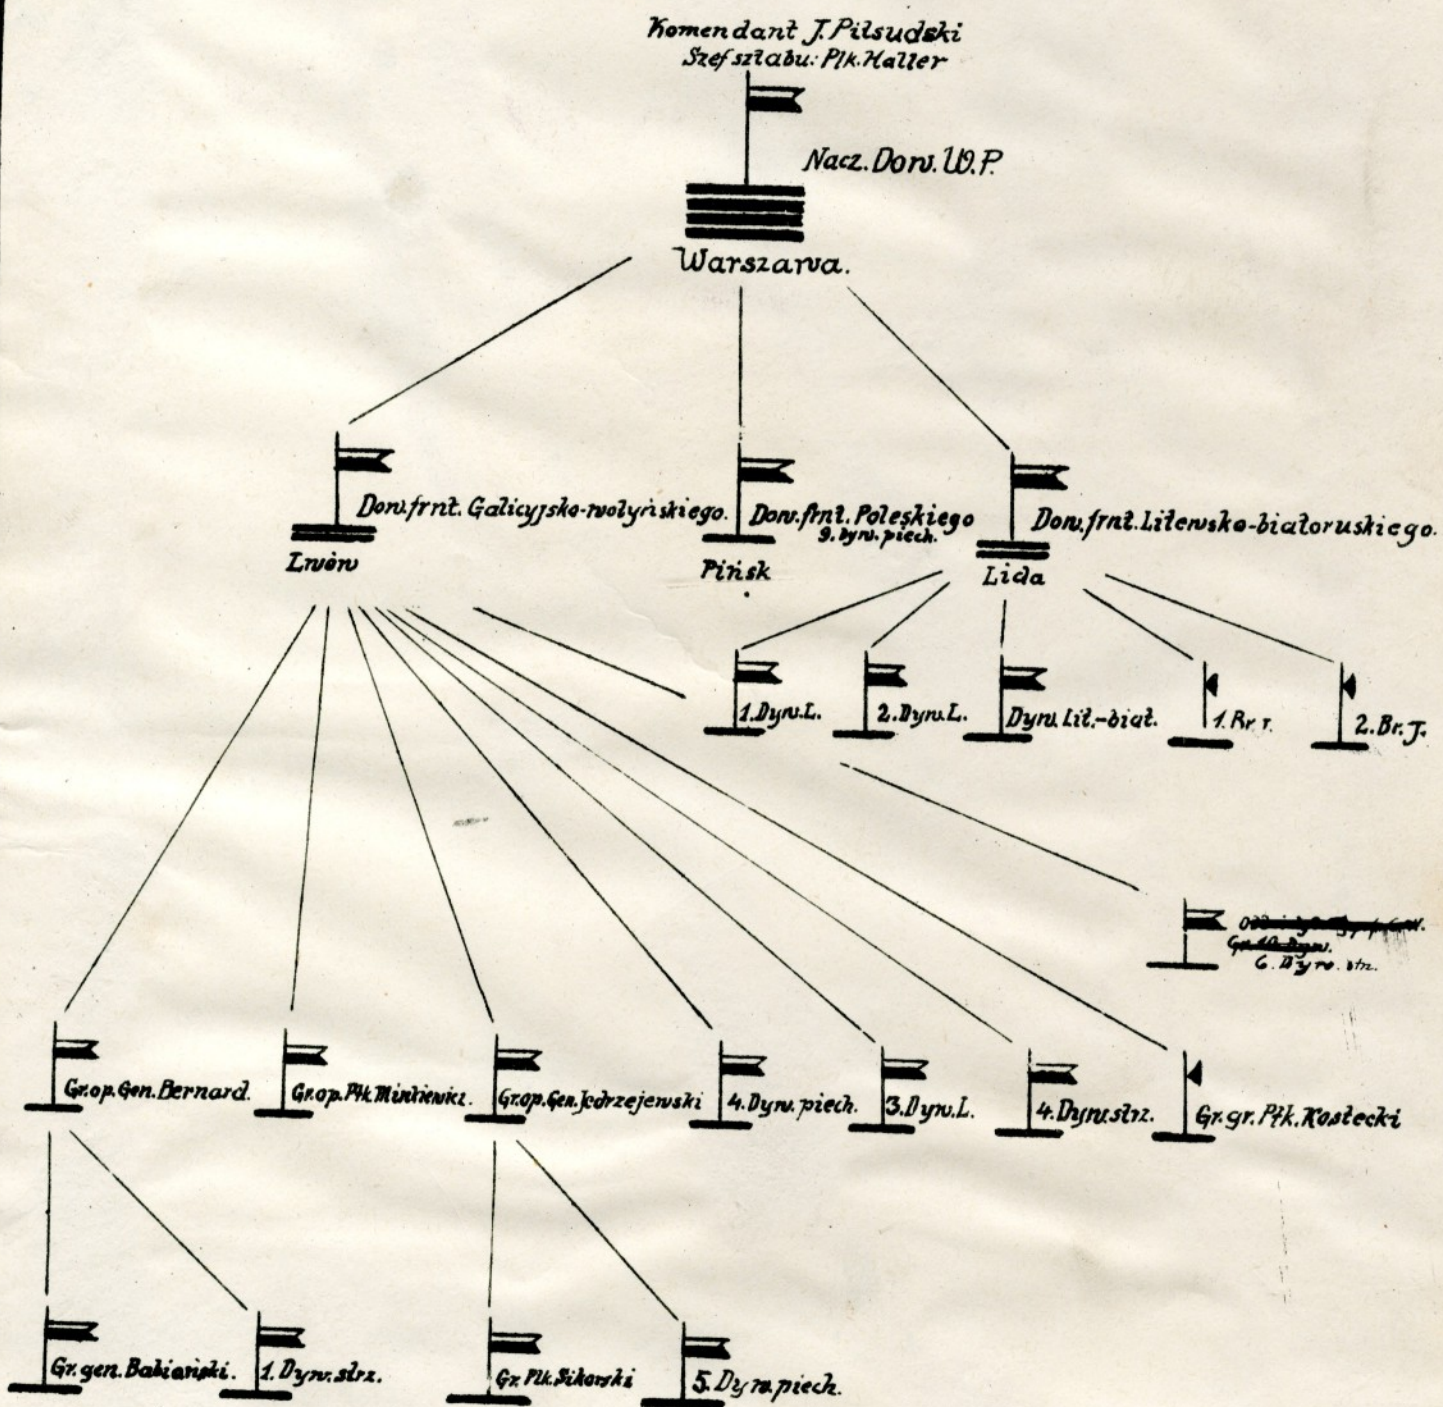 Komendant J. Piłsudski
Szef sztabu: Płk. Haller
Nacz. Dow. W.P.
Warszawa.
Dow. frnt. Galicyjsko-wołyńskiego.
Lwów
Dow. frnt. Poleskiego
9. Dyw. piech.
Pińsk
Dow. frnt. Litewsko-białoruskiego.
Lida
1. Dyw. L.
2. Dyw. L.
Dyw. Lit.-biał.
1. Br. J.
2. Br. J.
6. Dyw. strz.
Gr. op. Gen. Bernard.
Gr. op. Płk. Minkiewicz.
Gr. op. Gen. Jędrzejewski
4. Dyw. piech.
3. Dyw. L.
4. Dyw. strz.
Gr. gr. Płk. Kostecki
Gr. gen. Babiański.
1. Dyw. strz.
Gr. Płk. Sikorski
5. Dyw. piech.